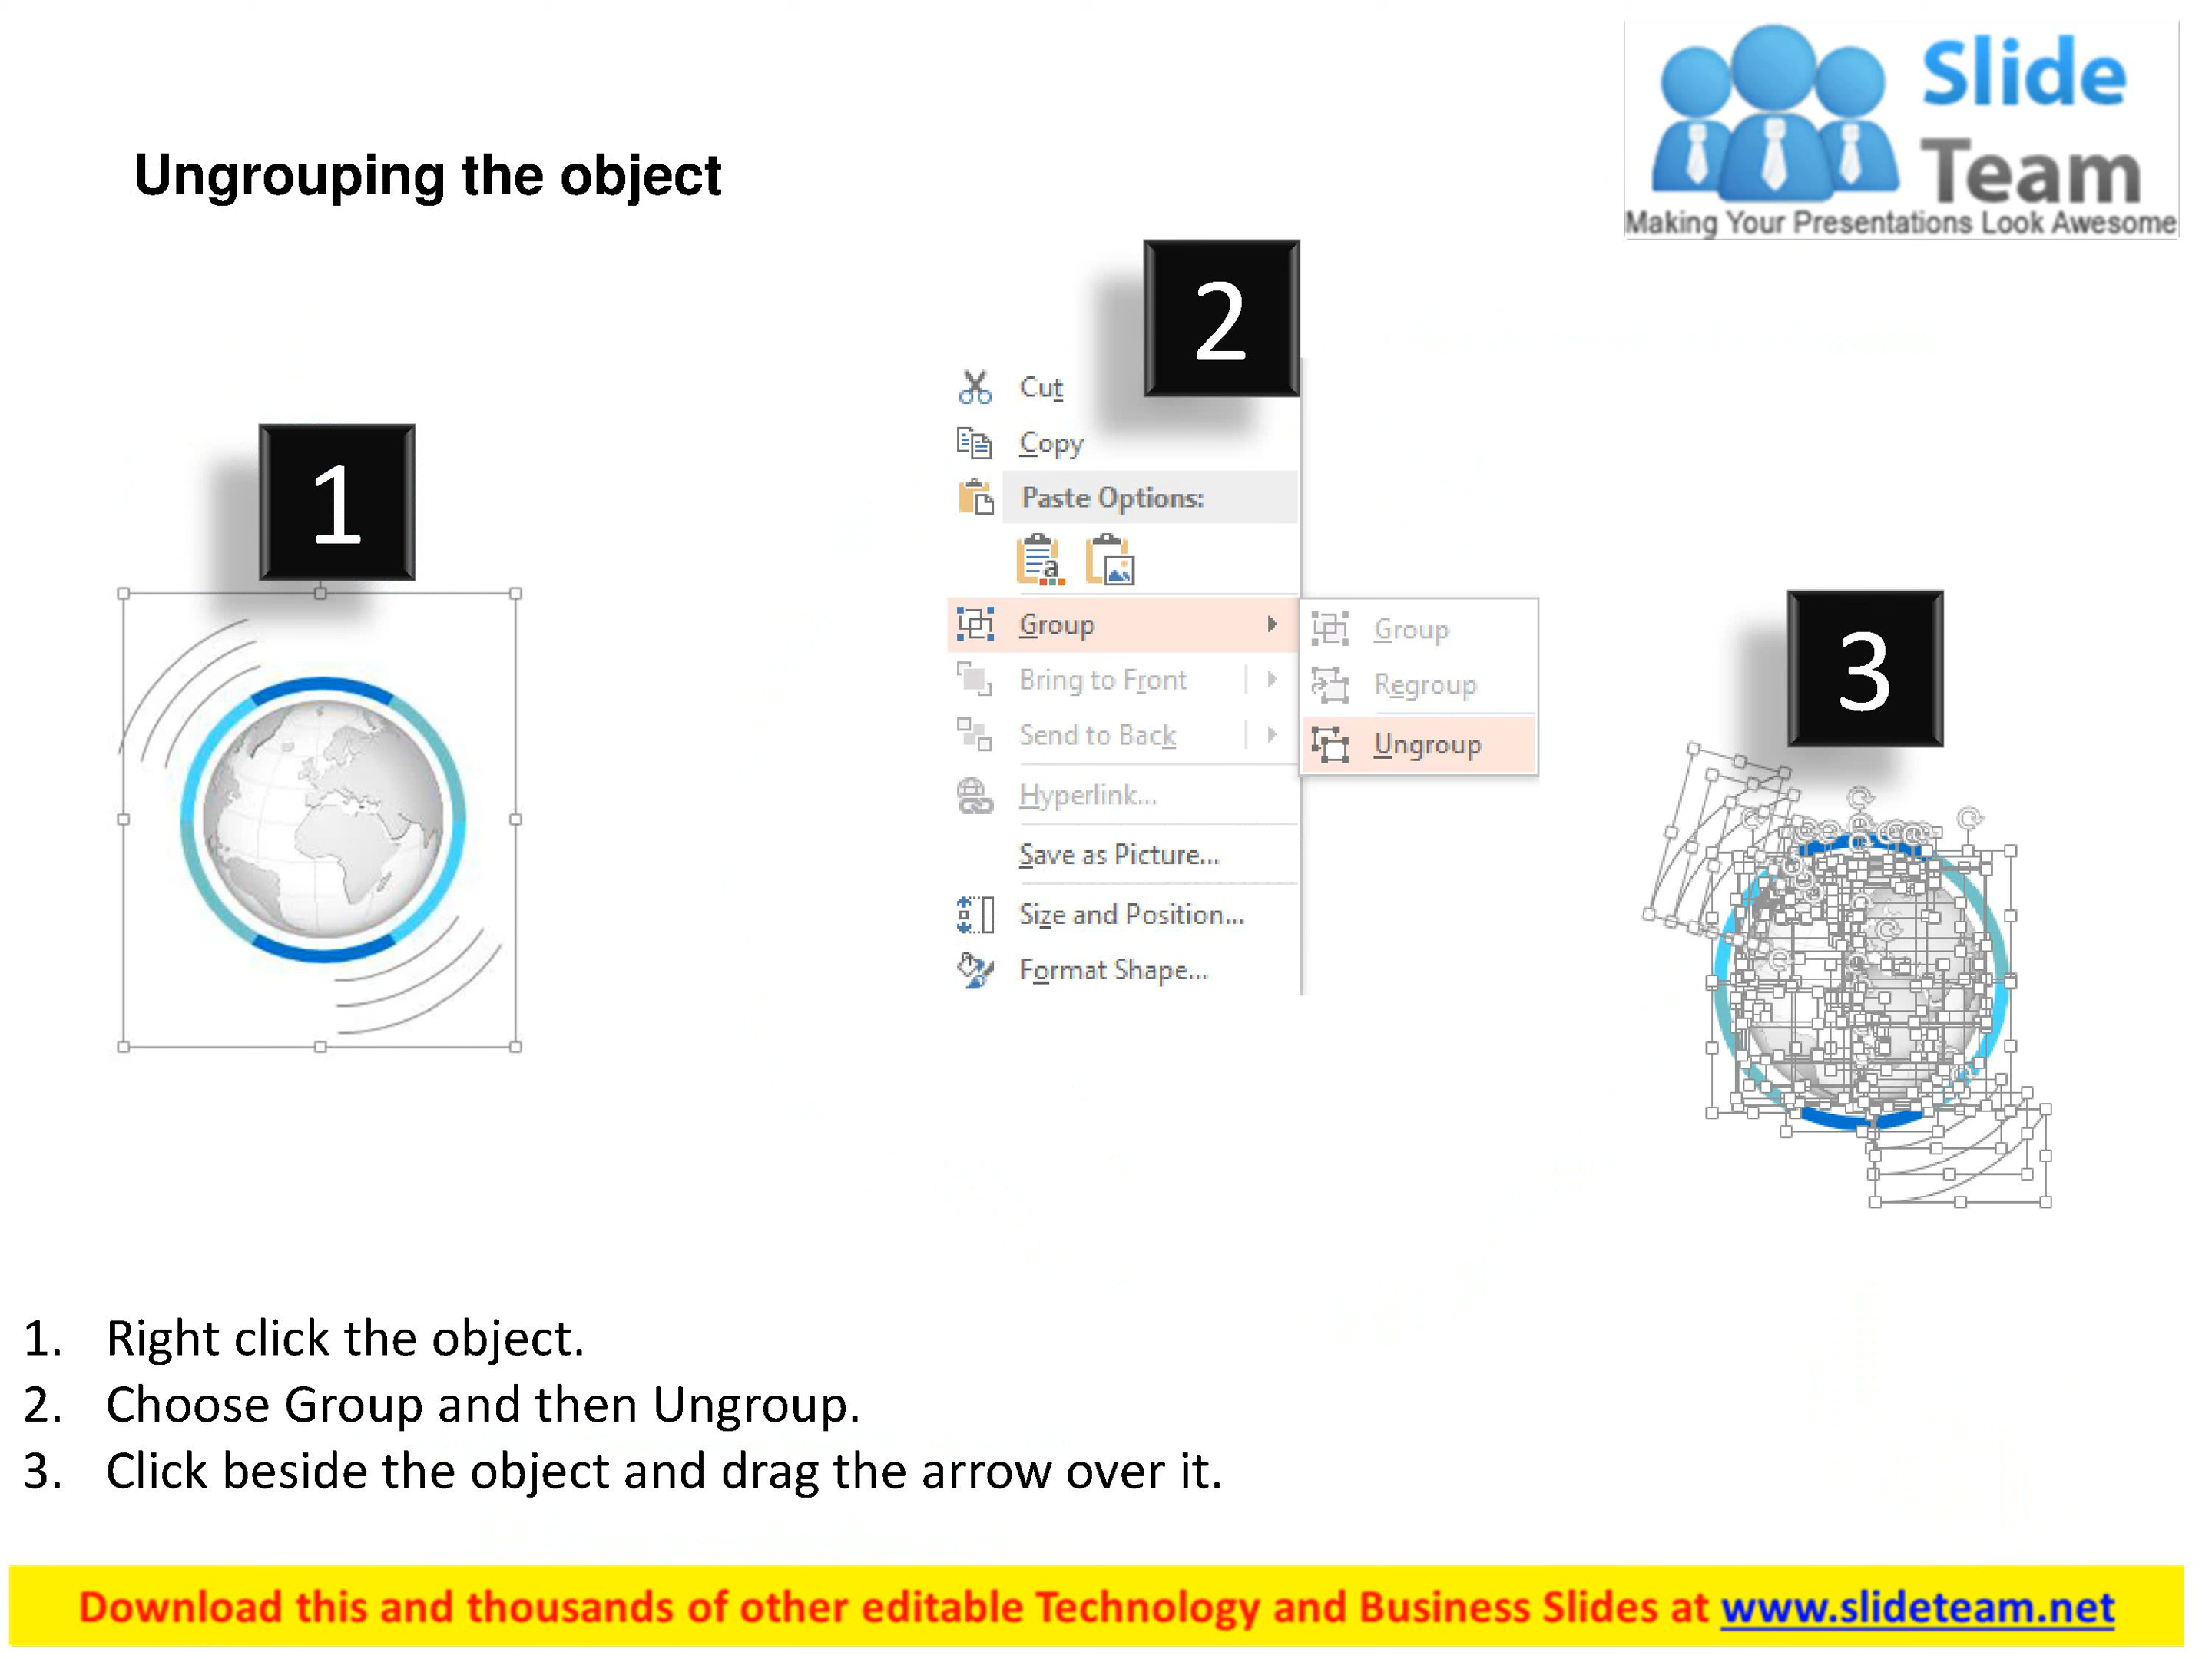 Slide
Team
Making Your Presentations Look Awesome
Ungrouping the object
1
2
Cut
Copy
Paste Options:
a
Group
Bring to Front
Send to Back
Hyperlink...
Save as Picture...
Size and Position...
Format Shape...
Group
Regroup
Ungroup
3
1. Right click the object.
2. Choose Group and then Ungroup.
3. Click beside the object and drag the arrow over it.
Download this and thousands of other editable Technology and Business Slides at www.slideteam.net